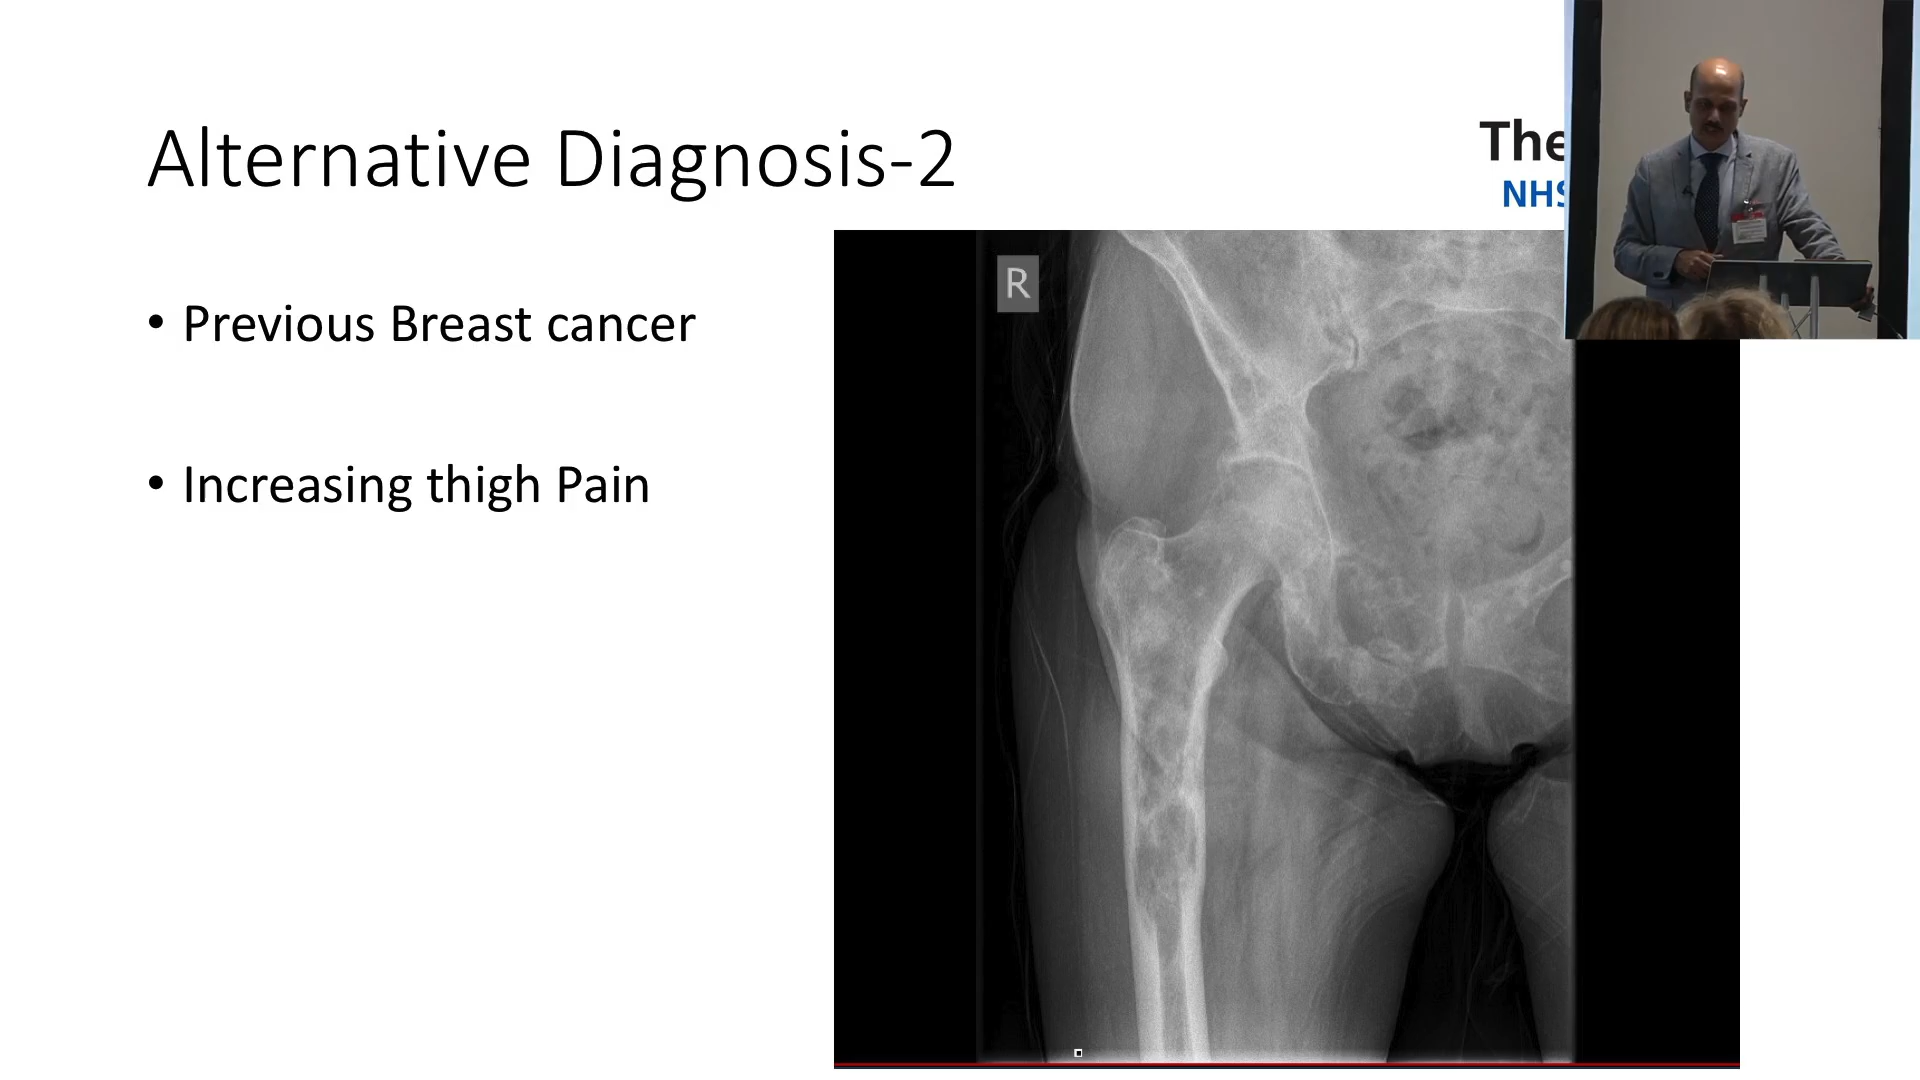 Alternative Diagnosis-2
The
NHS
• Previous Breast cancer
• Increasing thigh Pain
R